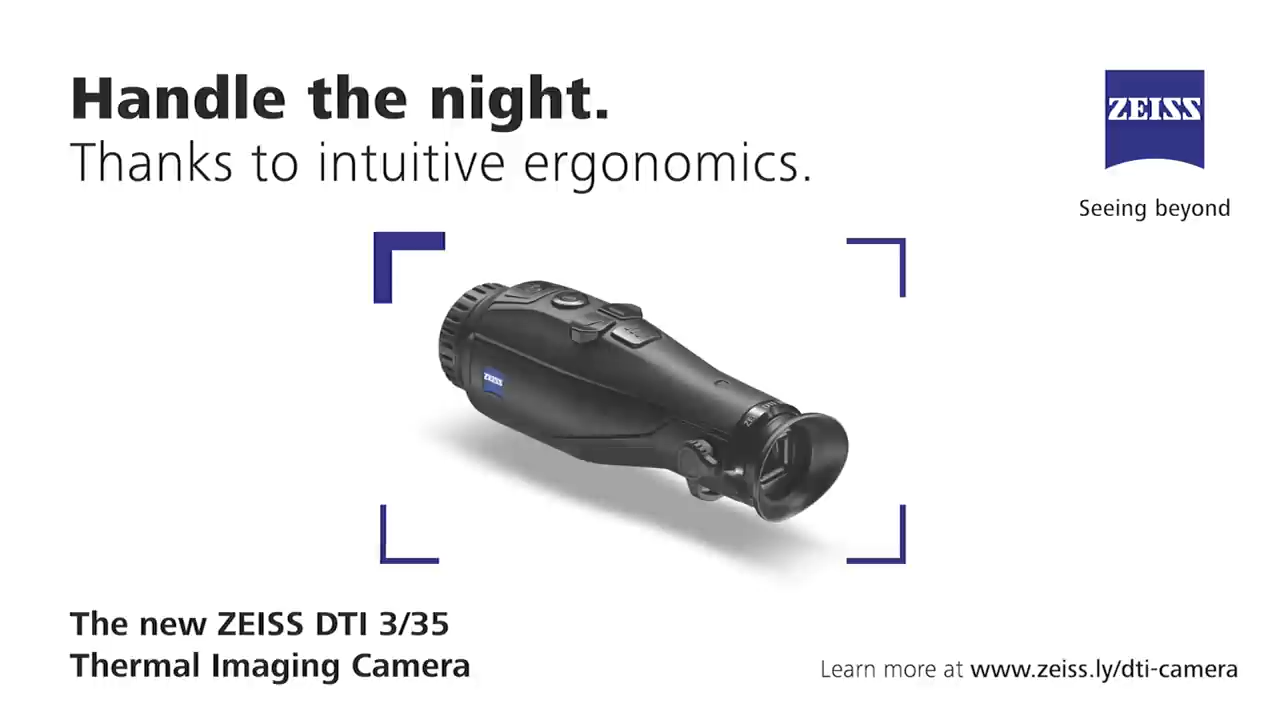 Handle the night.
Thanks to intuitive ergonomics.
ZEISS
Seeing beyond
ZEISS
The new ZEISS DTI 3/35
Thermal Imaging Camera
Learn more at www.zeiss.ly/dti-camera